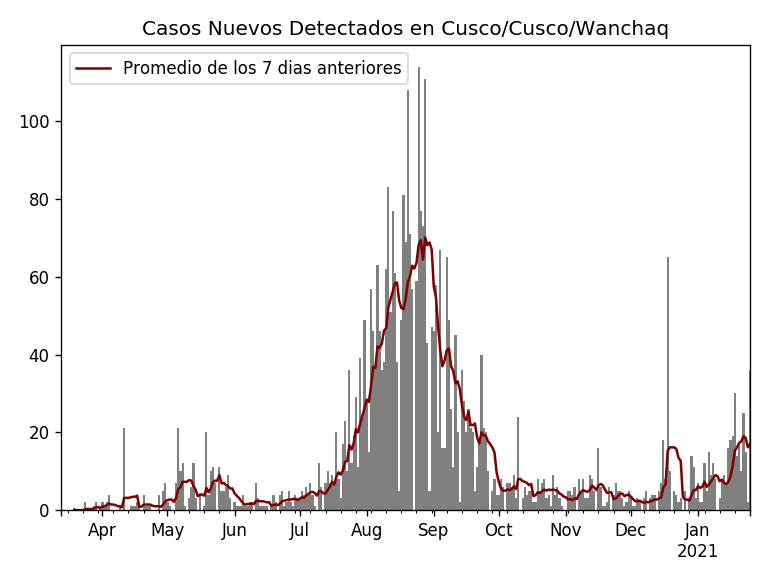 Casos Nuevos Detectados en Cusco/Cusco/Wanchaq
Promedio de los 7 dias anteriores
100
80
60
40
20
0
Apr May Jun Jul Aug Sep Oct Nov Dec Jan
2021